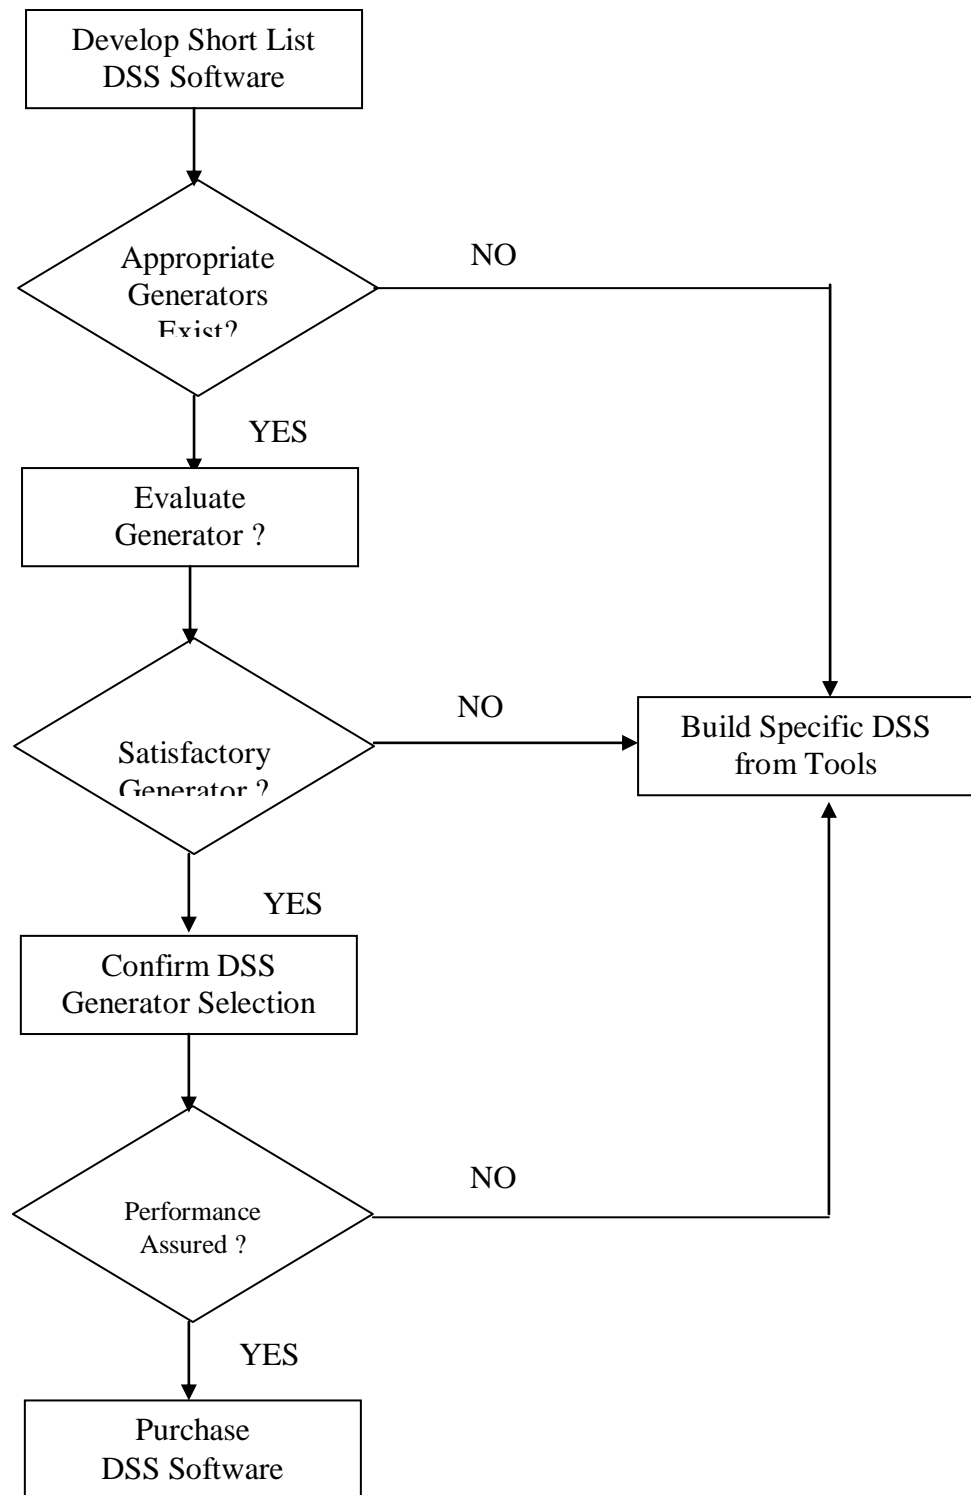 Develop Short List
DSS Software
Appropriate
Generators
Exist?
NO
YES
Evaluate
Generator ?
Satisfactory
Generator ?
NO
Build Specific DSS
from Tools
YES
Confirm DSS
Generator Selection
Performance
Assured ?
NO
YES
Purchase
DSS Software